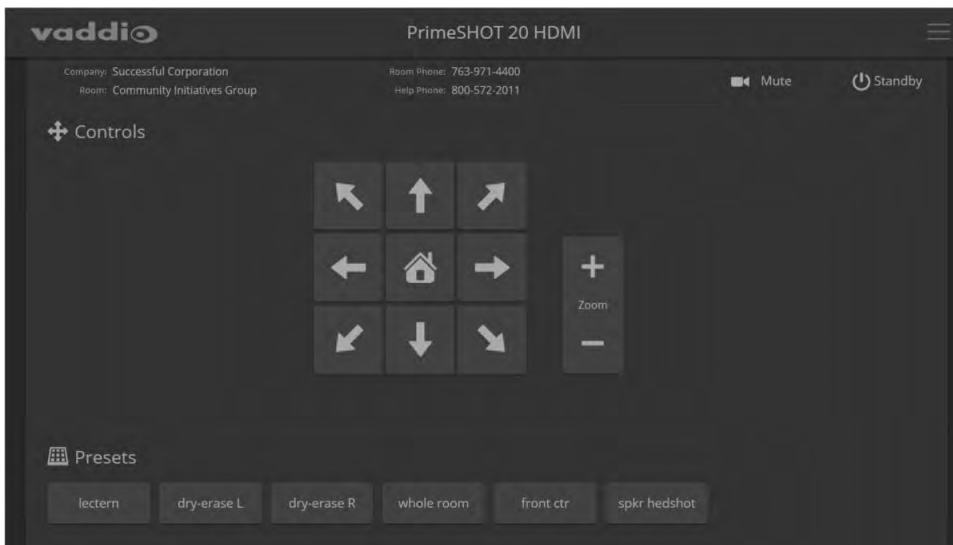 vaddio
PrimeSHOT 20 HDMI
Company: Successful Corporation
Room: Community Initiatives Group
Room Phone: 763-971-4400
Help Phone: 800-572-2011
Mute
Standby
Controls
Zoom
Presets
lectern dry-erase L dry-erase R whole room front ctr spkr hedshot